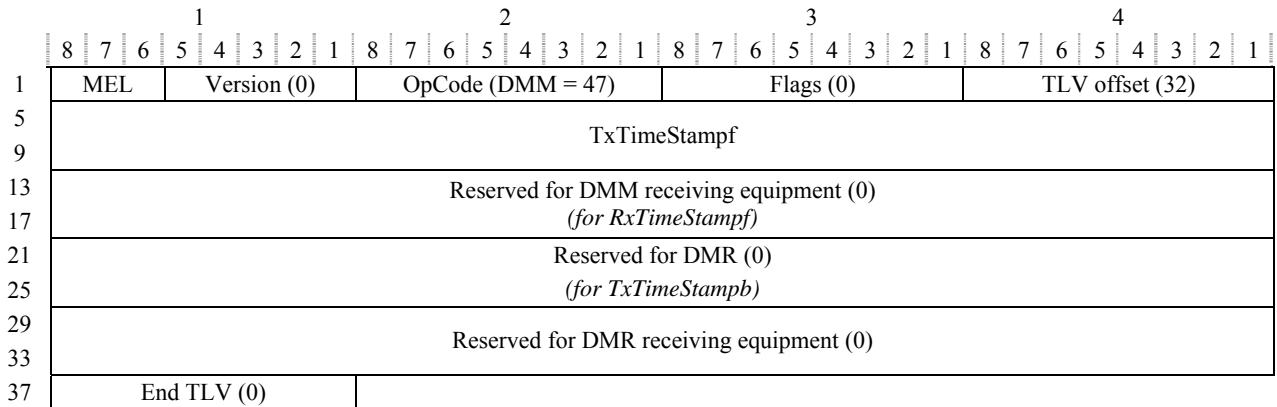 1 2 3 4
8 7 6 5 4 3 2 1 8 7 6 5 4 3 2 1 8 7 6 5 4 3 2 1 8 7 6 5 4 3 2 1
1 MEL Version (0) OpCode (DMM = 47) Flags (0) TLV offset (32)
5
TxTimeStampf
9
13 Reserved for DMM receiving equipment (0)
17 (for RxTimeStampf)
21 Reserved for DMR (0)
25 (for TxTimeStampb)
29
Reserved for DMR receiving equipment (0)
33
37 End TLV (0)